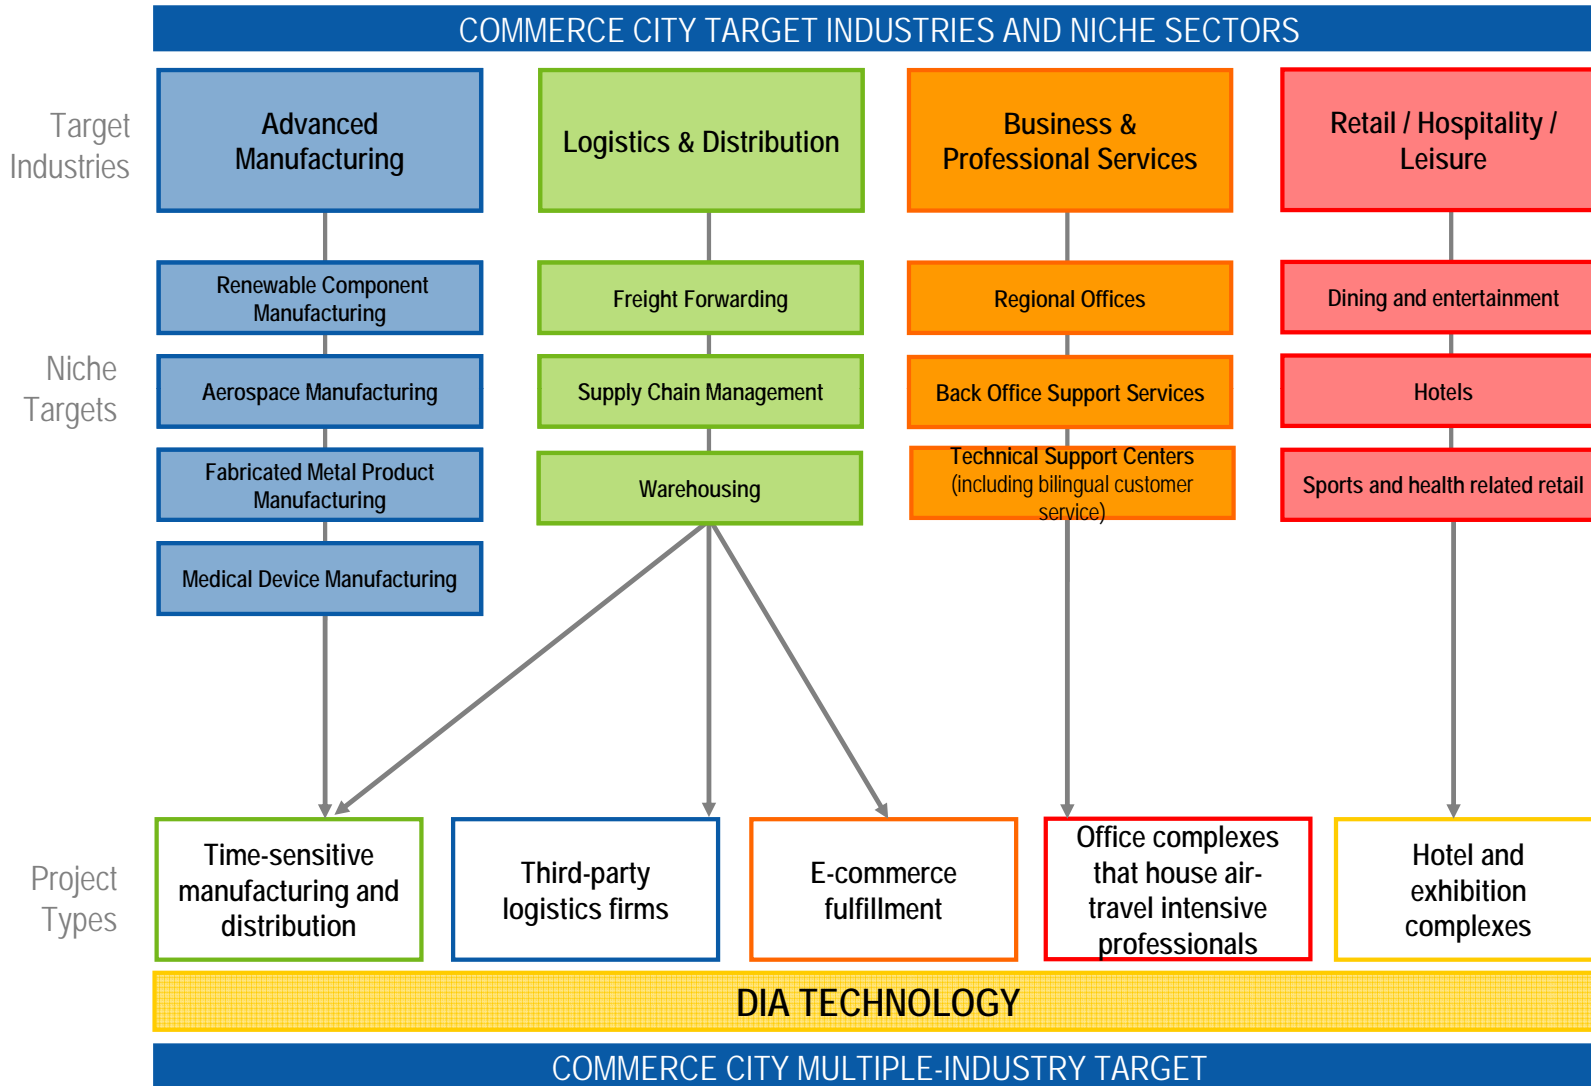 COMMERCE CITY TARGET INDUSTRIES AND NICHE SECTORS
Target
Industries
Advanced
Manufacturing
Logistics & Distribution
Business &
Professional Services
Retail / Hospitality /
Leisure
Niche
Targets
Renewable Component
Manufacturing
Freight Forwarding
Regional Offices
Dining and entertainment
Aerospace Manufacturing
Supply Chain Management
Back Office Support Services
Hotels
Fabricated Metal Product
Manufacturing
Warehousing
Technical Support Centers
(including bilingual customer
service)
Sports and health related retail
Medical Device Manufacturing
Project
Types
Time-sensitive
manufacturing and
distribution
Third-party
logistics firms
E-commerce
fulfillment
Office complexes
that house air-
travel intensive
professionals
Hotel and
exhibition
complexes
DIA TECHNOLOGY
COMMERCE CITY MULTIPLE-INDUSTRY TARGET